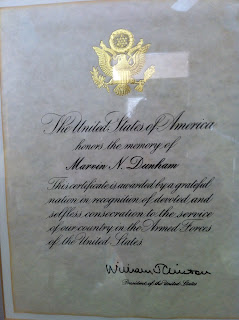 The United States of America
honors the memory of
Marvin N. Dunham
This certificate is awarded by a grateful
nation in recognition of devoted and
selfless consecration to the service
of our country in the Armed Forces
of the United States
President of the United States